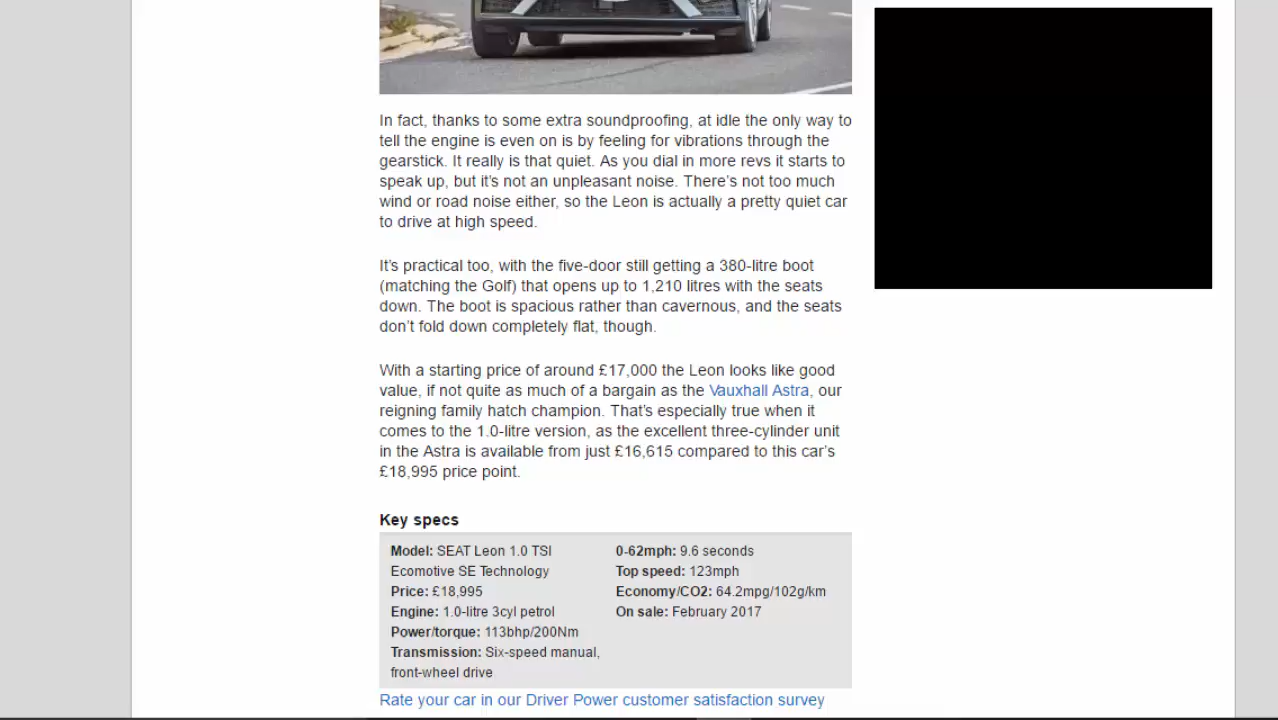 In fact, thanks to some extra soundproofing, at idle the only way to
tell the engine is even on is by feeling for vibrations through the
gearstick. It really is that quiet. As you dial in more revs it starts to
speak up, but it’s not an unpleasant noise. There’s not too much
wind or road noise either, so the Leon is actually a pretty quiet car
to drive at high speed.
It’s practical too, with the five-door still getting a 380-litre boot
(matching the Golf) that opens up to 1,210 litres with the seats
down. The boot is spacious rather than cavernous, and the seats
don’t fold down completely flat, though.
With a starting price of around £17,000 the Leon looks like good
value, if not quite as much of a bargain as the Vauxhall Astra, our
reigning family hatch champion. That’s especially true when it
comes to the 1.0-litre version, as the excellent three-cylinder unit
in the Astra is available from just £16,615 compared to this car’s
£18,995 price point.
Key specs
Model: SEAT Leon 1.0 TSI
Ecomotive SE Technology
Price: £18,995
Engine: 1.0-litre 3cyl petrol
Power/torque: 113bhp/200Nm
Transmission: Six-speed manual,
front-wheel drive
0-62mph: 9.6 seconds
Top speed: 123mph
Economy/CO2: 64.2mpg/102g/km
On sale: February 2017
Rate your car in our Driver Power customer satisfaction survey